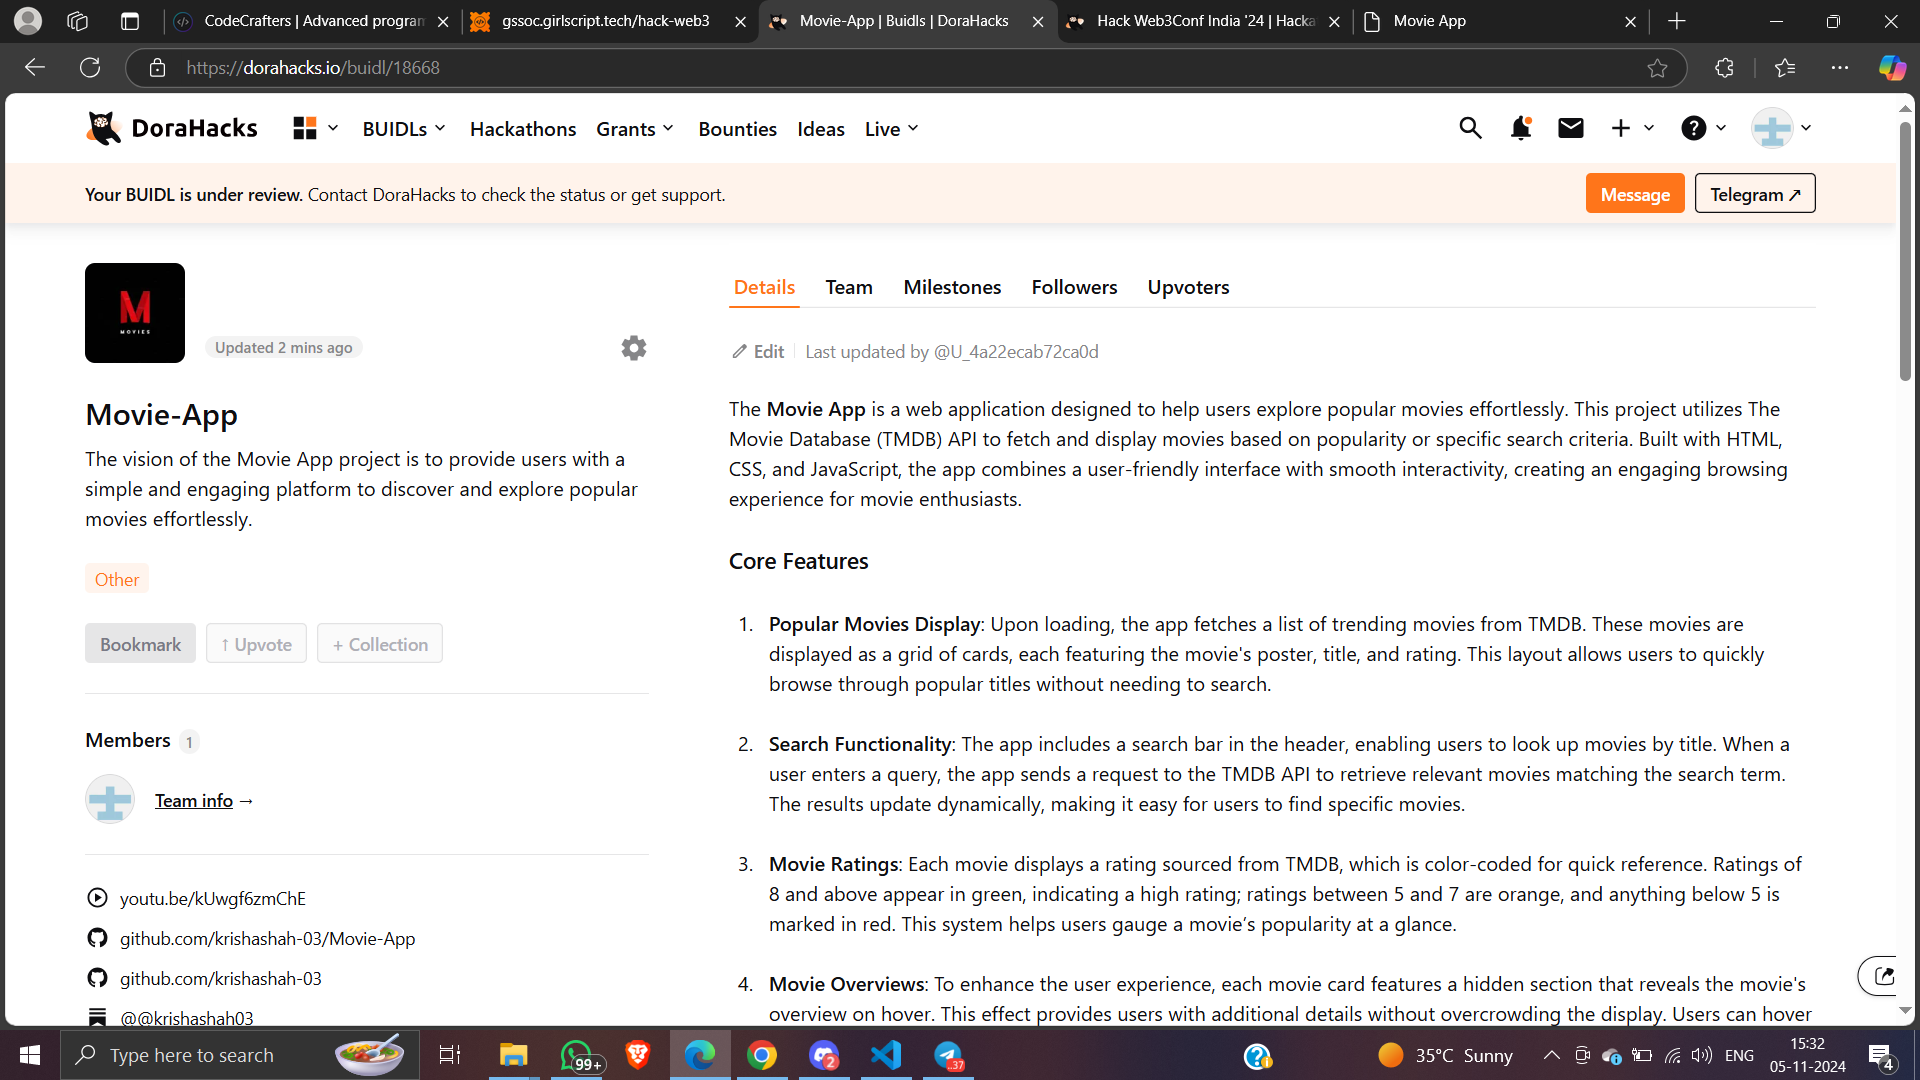 CodeCrafters | Advanced program
gssoc.girlscript.tech/hack-web3
Movie-App | Buidls | DoraHacks
Hack Web3Conf India '24 | Hacka
Movie App
https://dorahacks.io/buidl/18668
DoraHacks
BUIDLs
Hackathons
Grants
Bounties
Ideas
Live
Your BUIDL is under review. Contact DoraHacks to check the status or get support.
Message
Telegram ↗
M
MOVIES
Updated 2 mins ago
Movie-App
The vision of the Movie App project is to provide users with a
simple and engaging platform to discover and explore popular
movies effortlessly.
Other
Bookmark
↑ Upvote
+ Collection
Members 1
Team info →
youtu.be/kUwgf6zmChE
github.com/krishashah-03/Movie-App
github.com/krishashah-03
@@krishashah03
Details
Team
Milestones
Followers
Upvoters
Edit
Last updated by @U_4a22ecab72ca0d
The Movie App is a web application designed to help users explore popular movies effortlessly. This project utilizes The
Movie Database (TMDB) API to fetch and display movies based on popularity or specific search criteria. Built with HTML,
CSS, and JavaScript, the app combines a user-friendly interface with smooth interactivity, creating an engaging browsing
experience for movie enthusiasts.
Core Features
1. Popular Movies Display: Upon loading, the app fetches a list of trending movies from TMDB. These movies are
displayed as a grid of cards, each featuring the movie's poster, title, and rating. This layout allows users to quickly
browse through popular titles without needing to search.
2. Search Functionality: The app includes a search bar in the header, enabling users to look up movies by title. When a
user enters a query, the app sends a request to the TMDB API to retrieve relevant movies matching the search term.
The results update dynamically, making it easy for users to find specific movies.
3. Movie Ratings: Each movie displays a rating sourced from TMDB, which is color-coded for quick reference. Ratings of
8 and above appear in green, indicating a high rating; ratings between 5 and 7 are orange, and anything below 5 is
marked in red. This system helps users gauge a movie’s popularity at a glance.
4. Movie Overviews: To enhance the user experience, each movie card features a hidden section that reveals the movie's
overview on hover. This effect provides users with additional details without overcrowding the display. Users can hover
Type here to search
99+
2
..37
35°C Sunny
ENG
15:32
05-11-2024
4